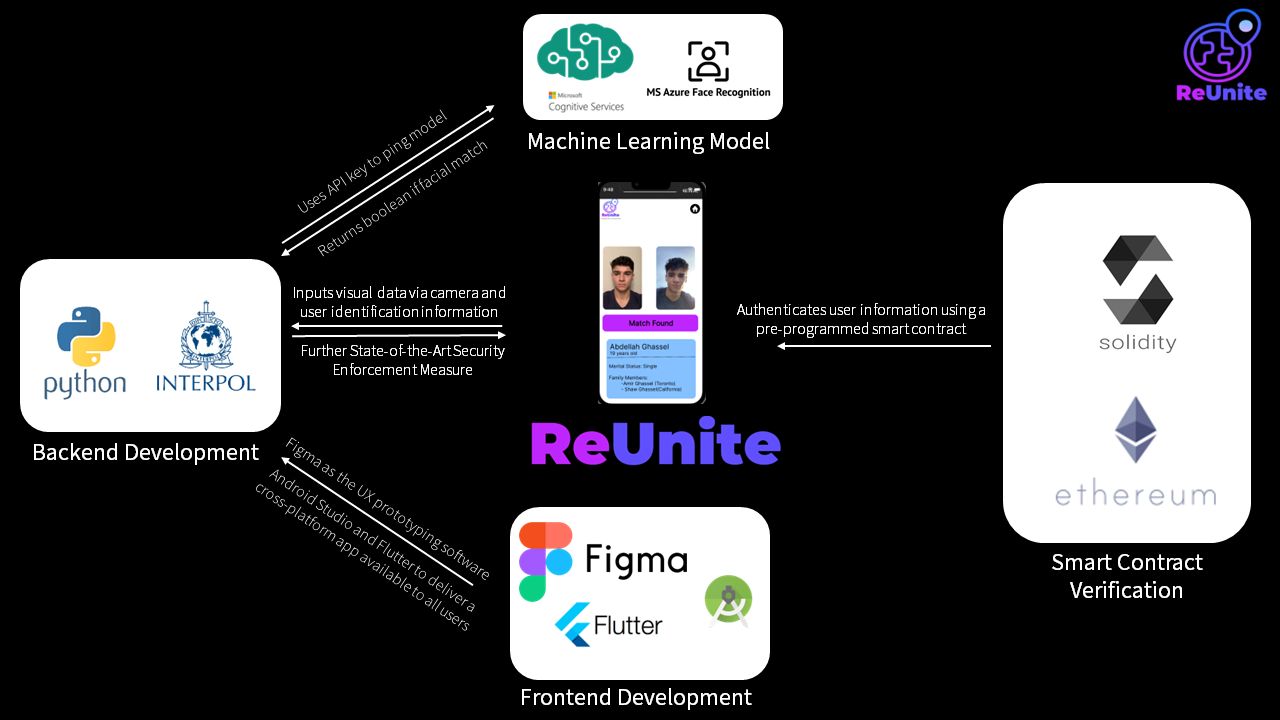 Microsoft
Cognitive Services
MS Azure Face Recognition
Machine Learning Model
ReUnite
Uses API key to ping model
Returns boolean if facial match
python
INTERPOL
Backend Development
Inputs visual data via camera and
user identification information
Further State-of-the-Art Security
Enforcement Measure
9:48
ReUnite
Match Found
Abdellah Ghassel
19 years old
Marital Status: Single
Family Members:
-Amir Ghassel (Toronto)
- Shaw Ghassel(California)
ReUnite
Authenticates user information using a
pre-programmed smart contract
solidity
ethereum
Smart Contract
Verification
Figma as the UX prototyping software
Android Studio and Flutter to deliver a
cross-platform app available to all users
Figma
Flutter
Frontend Development